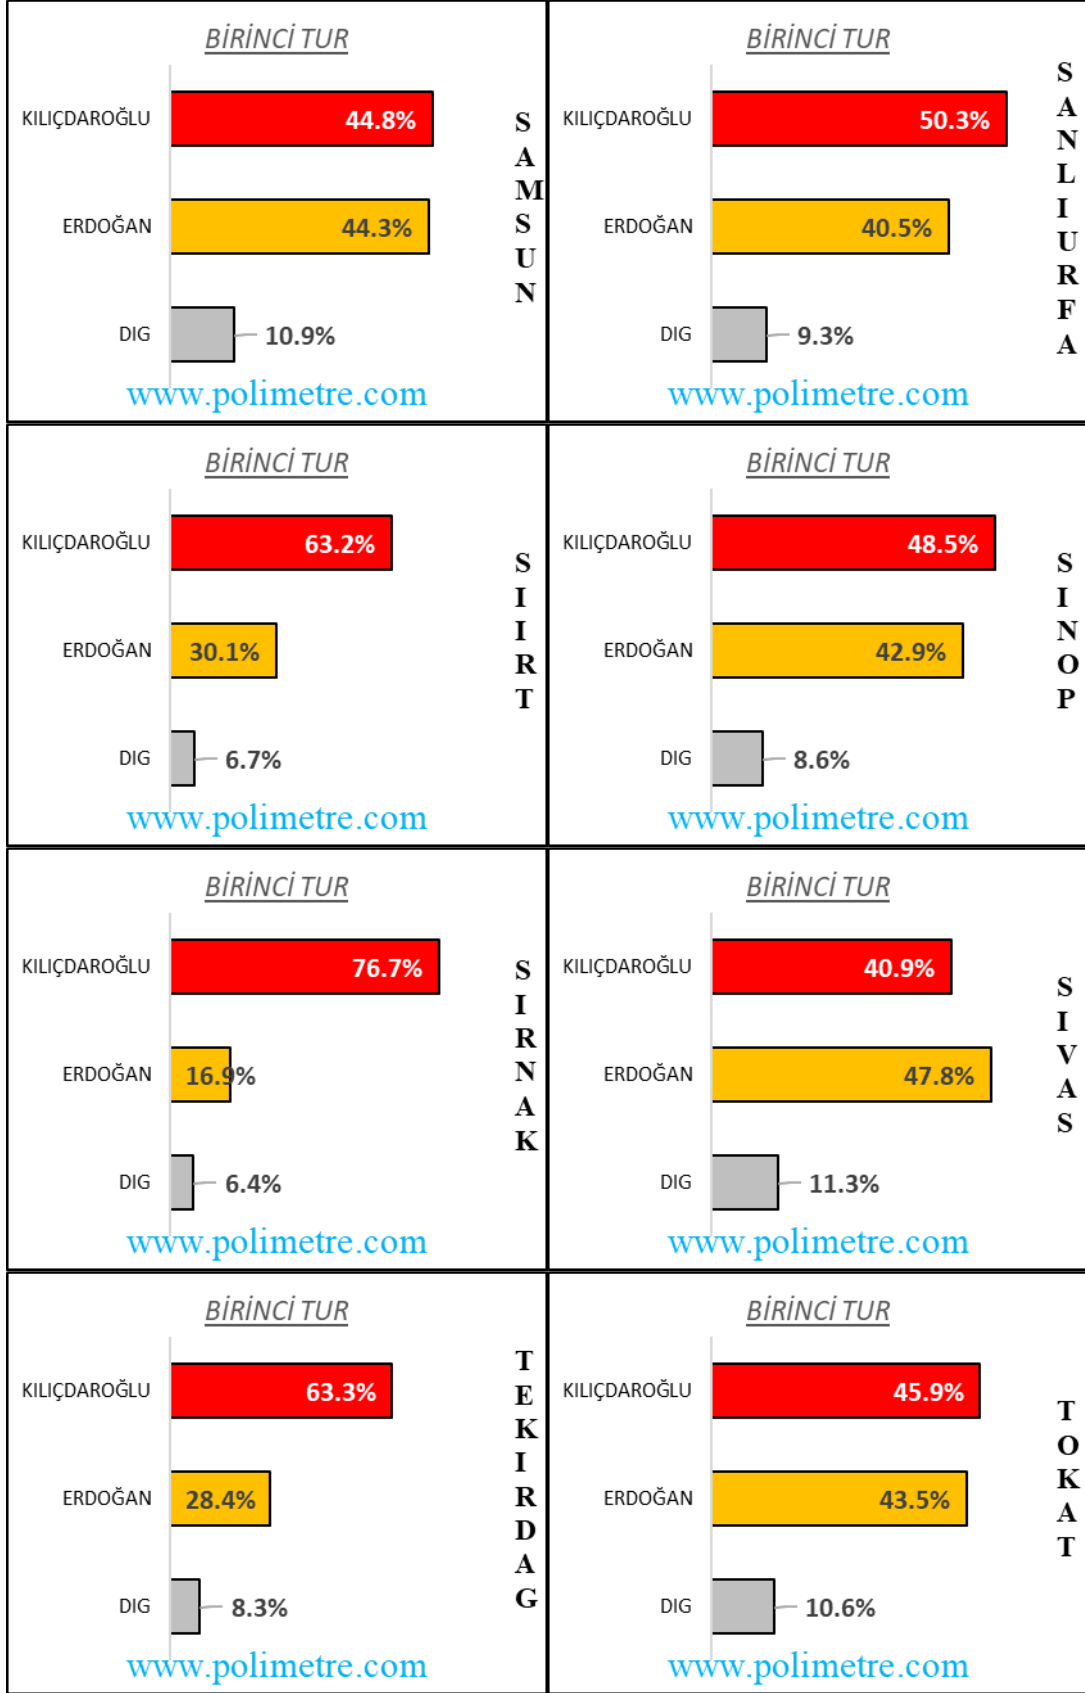 BİRİNCİ TUR
KILIÇDAROĞLU 44.8%
ERDOĞAN 44.3%
DIG 10.9%
SAMSUN
www.polimetre.com
BİRİNCİ TUR
KILIÇDAROĞLU 50.3%
ERDOĞAN 40.5%
DIG 9.3%
SANLIURFA
www.polimetre.com
BİRİNCİ TUR
KILIÇDAROĞLU 63.2%
ERDOĞAN 30.1%
DIG 6.7%
SIIRT
www.polimetre.com
BİRİNCİ TUR
KILIÇDAROĞLU 48.5%
ERDOĞAN 42.9%
DIG 8.6%
SINOP
www.polimetre.com
BİRİNCİ TUR
KILIÇDAROĞLU 76.7%
ERDOĞAN 16.9%
DIG 6.4%
SIRNAK
www.polimetre.com
BİRİNCİ TUR
KILIÇDAROĞLU 40.9%
ERDOĞAN 47.8%
DIG 11.3%
SIVAS
www.polimetre.com
BİRİNCİ TUR
KILIÇDAROĞLU 63.3%
ERDOĞAN 28.4%
DIG 8.3%
TEKIRDAG
www.polimetre.com
BİRİNCİ TUR
KILIÇDAROĞLU 45.9%
ERDOĞAN 43.5%
DIG 10.6%
TOKAT
www.polimetre.com